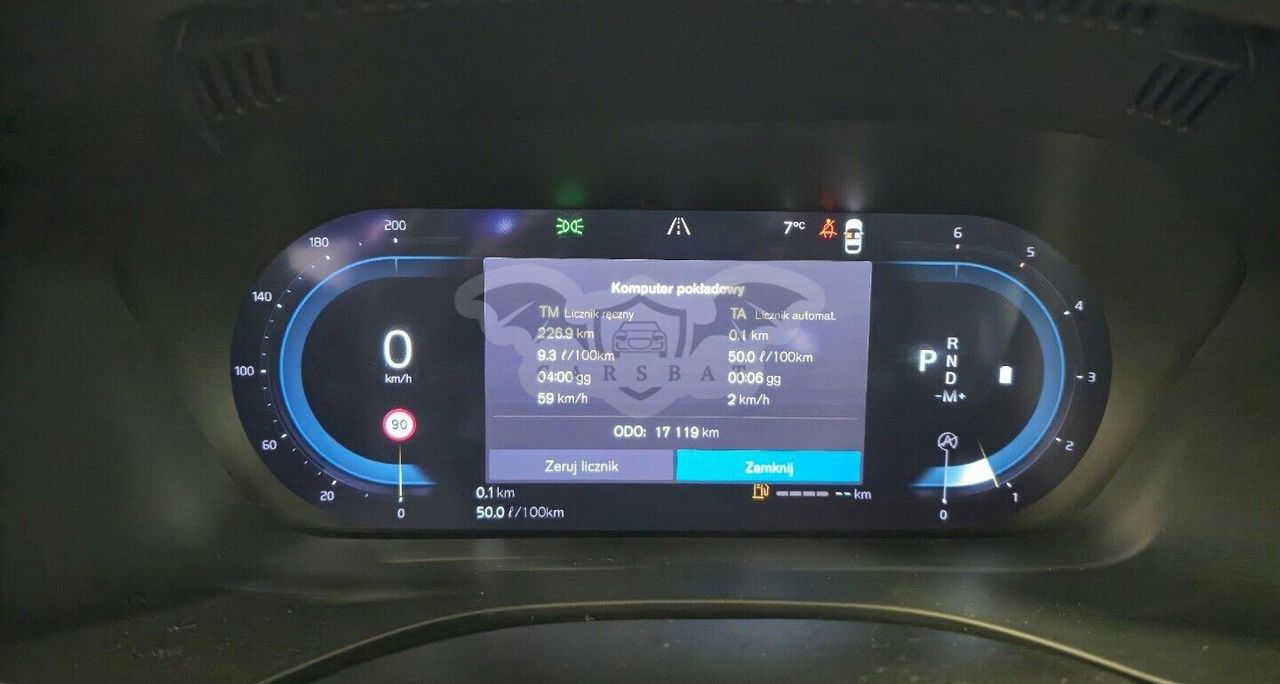 200
180
140
100
60
20
0
0
km/h
90
7°C
Komputer pokładowy
TM Licznik ręczny
TA Licznik automat.
226.9 km
0.1 km
9.3 ℓ/100km
50.0 ℓ/100km
04:00 gg
00:06 gg
59 km/h
2 km/h
CARSBAT
ODO: 17 119 km
Zeruj licznik
Zamknij
0.1 km
50.0 ℓ/100km
-- km
P
R
N
D
-M+
A
6
5
4
3
2
1
0